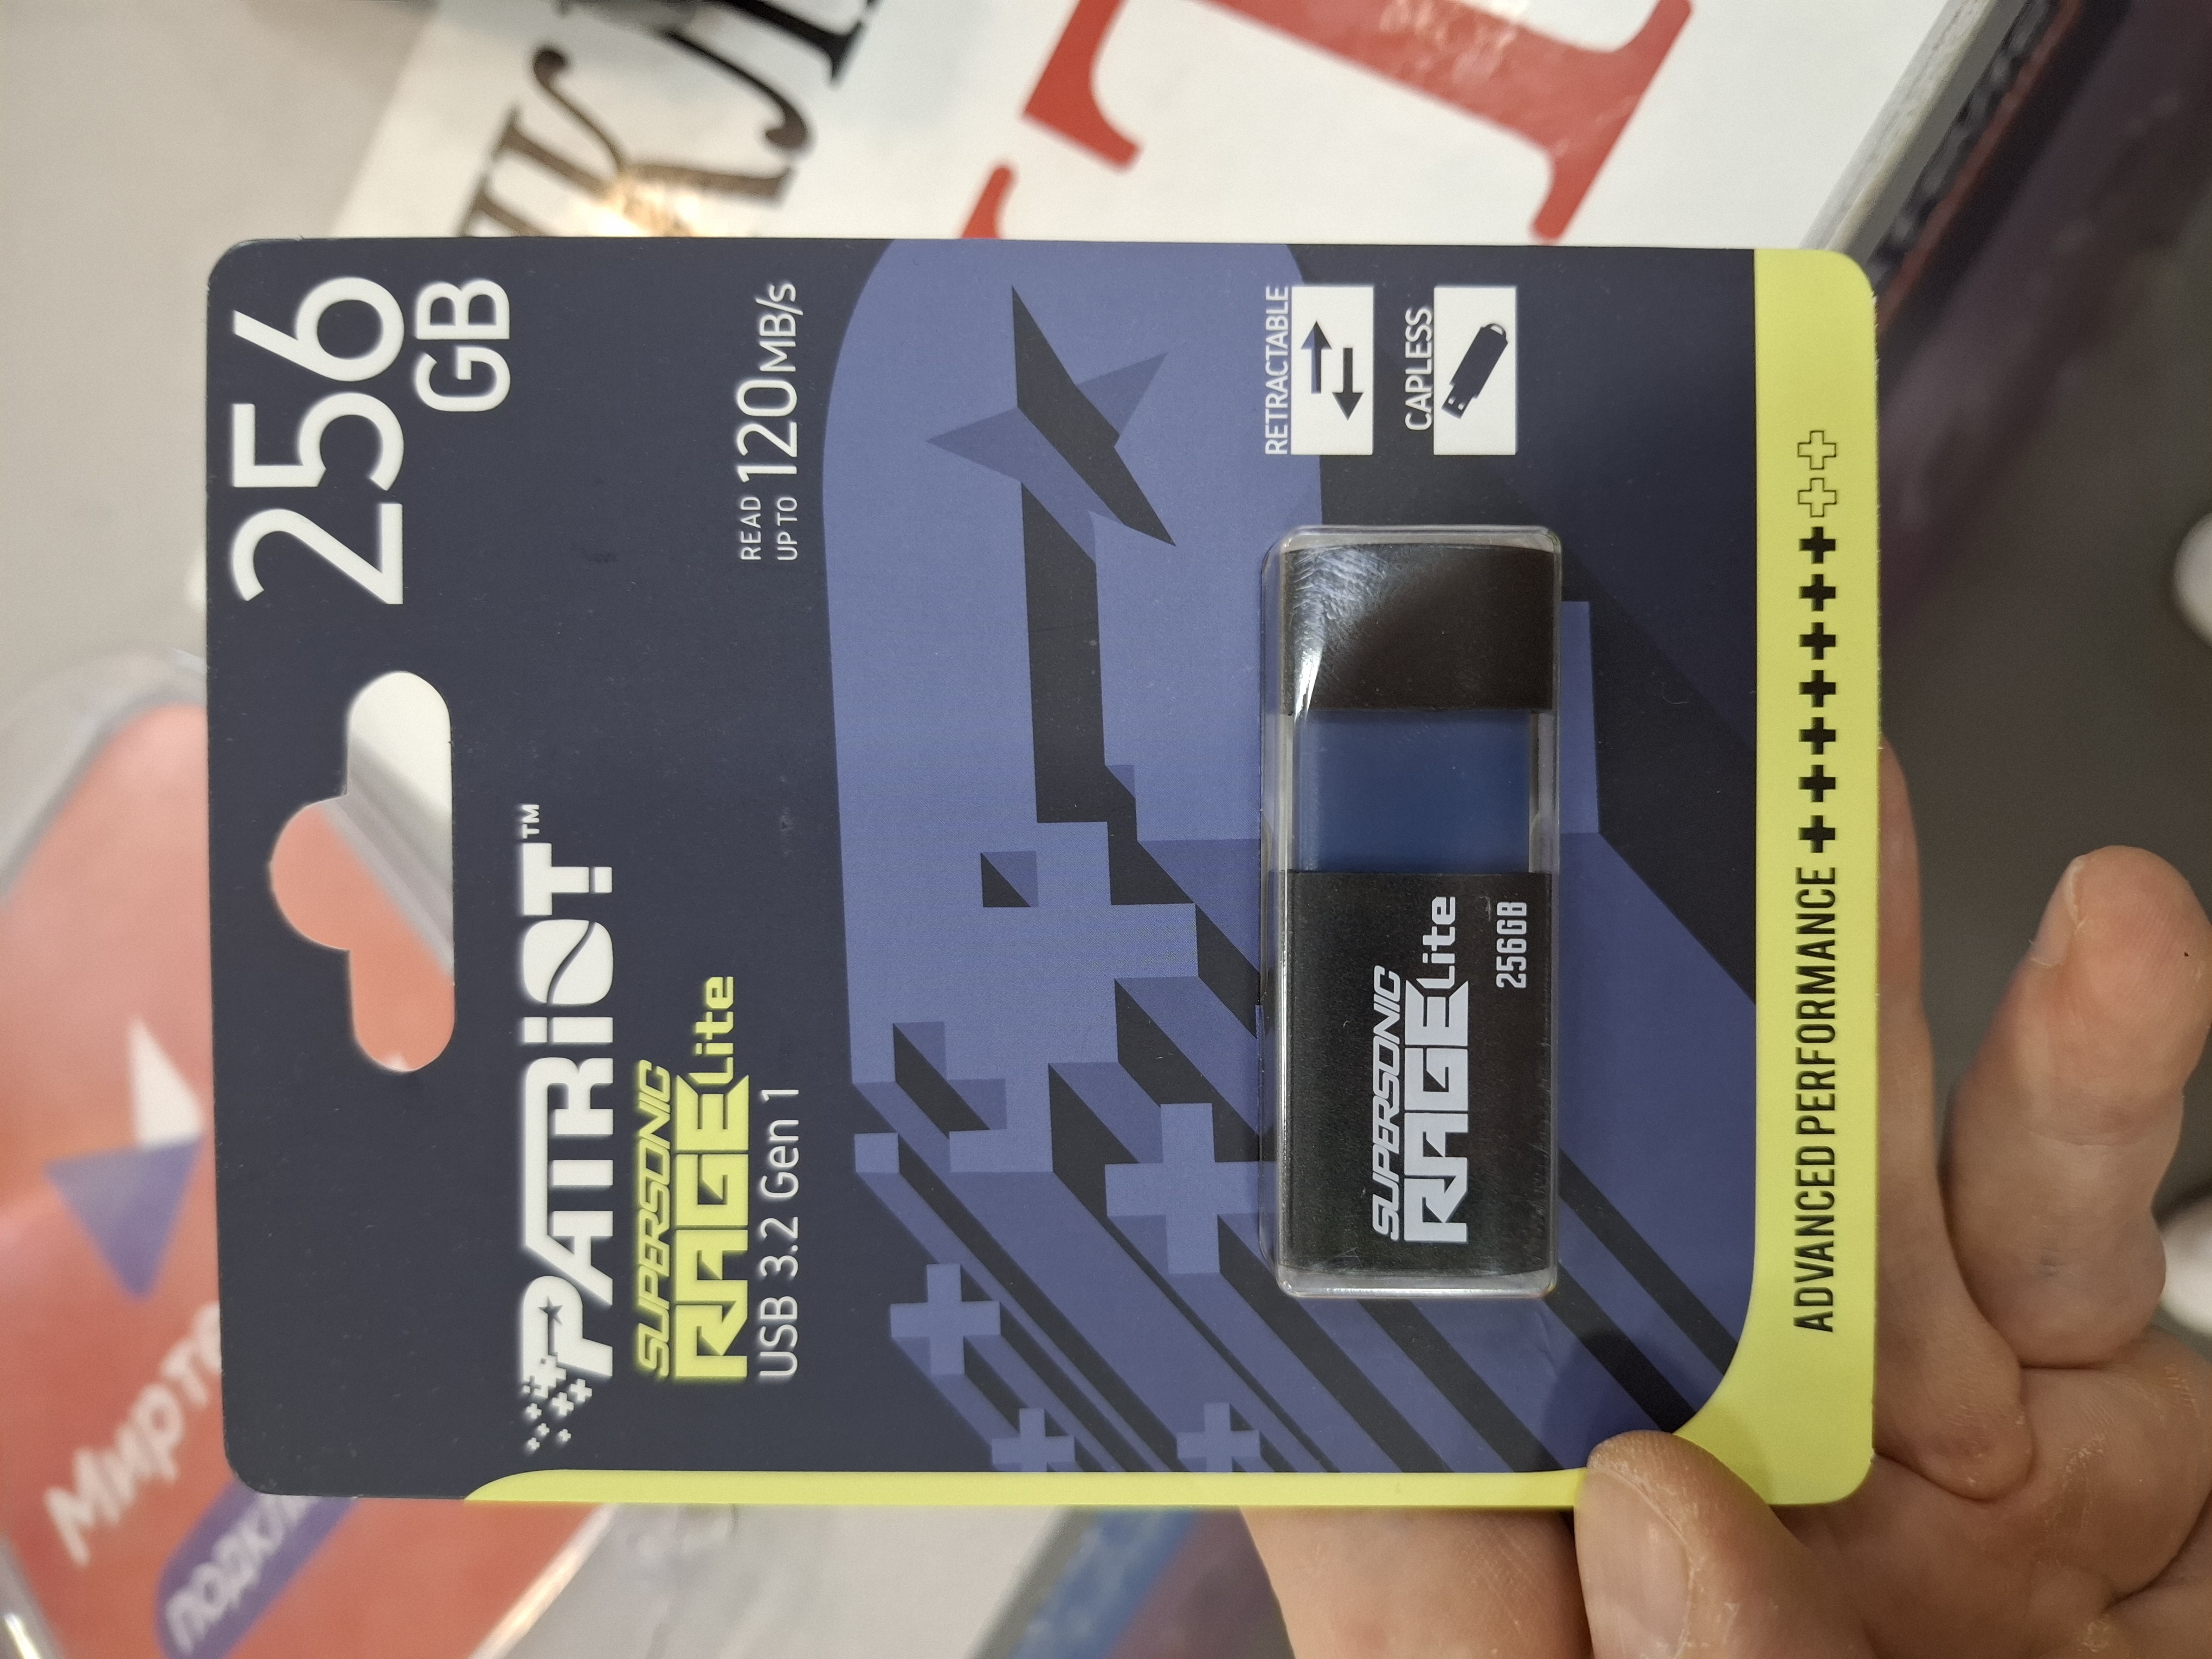 256
GB
PATRIOT™
SUPERSONIC
RAGE Lite
USB 3.2 Gen 1
READ
UP TO 120MB/s
RETRACTABLE
CAPLESS
SUPERSONIC
RAGE Lite
256GB
ADVANCED PERFORMANCE
Мир